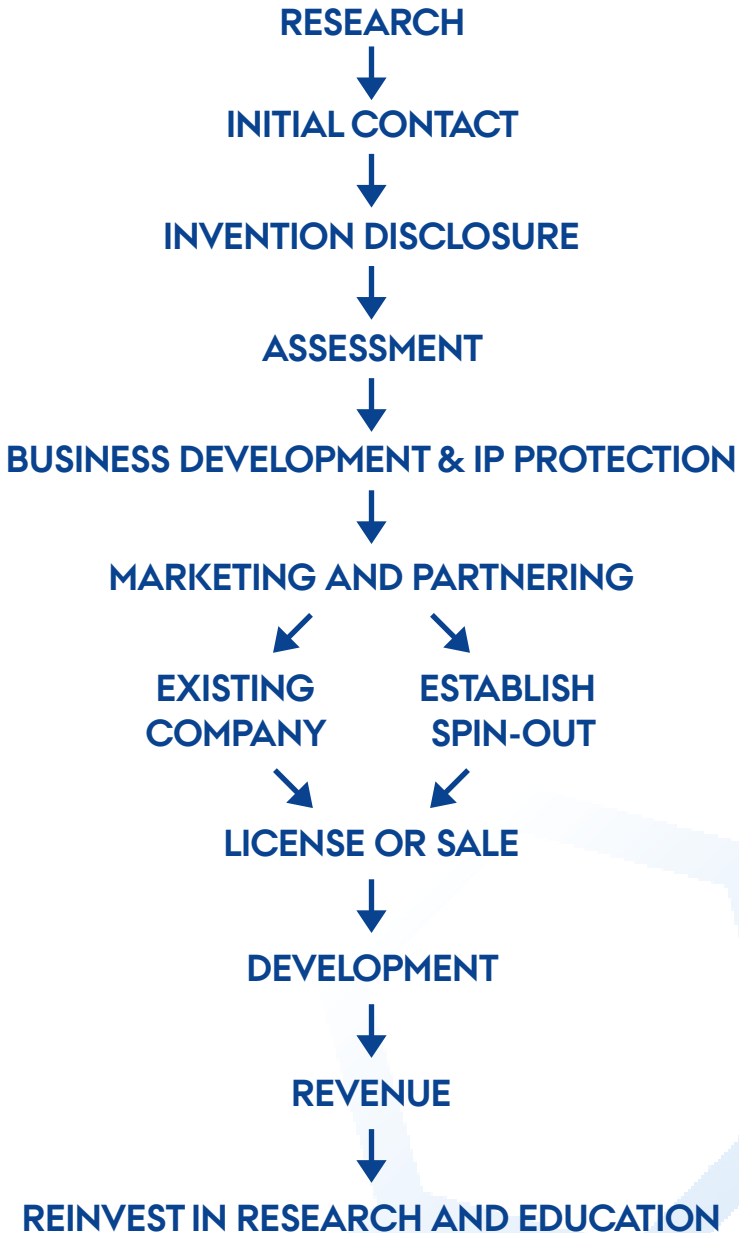 RESEARCH
INITIAL CONTACT
INVENTION DISCLOSURE
ASSESSMENT
BUSINESS DEVELOPMENT & IP PROTECTION
MARKETING AND PARTNERING
EXISTING
COMPANY
ESTABLISH
SPIN-OUT
LICENSE OR SALE
DEVELOPMENT
REVENUE
REINVEST IN RESEARCH AND EDUCATION